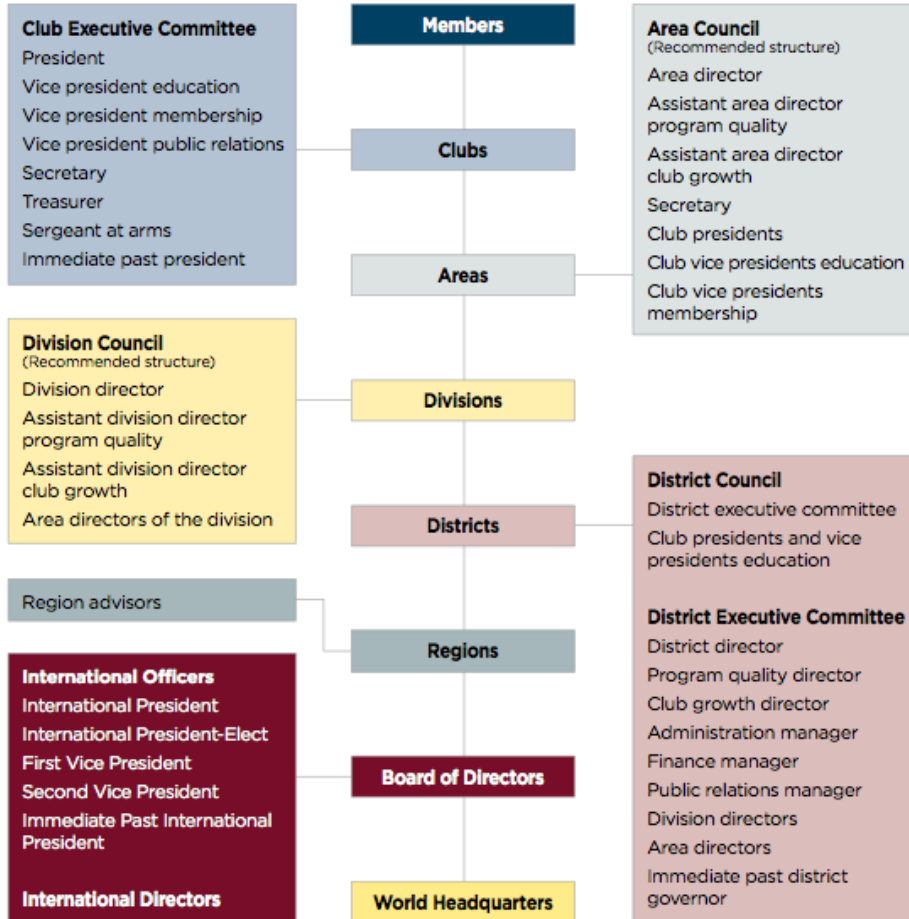 Club Executive Committee
President
Vice president education
Vice president membership
Vice president public relations
Secretary
Treasurer
Sergeant at arms
Immediate past president
Members
Clubs
Areas
Area Council
(Recommended structure)
Area director
Assistant area director
program quality
Assistant area director
club growth
Secretary
Club presidents
Club vice presidents education
Club vice presidents
membership
Division Council
(Recommended structure)
Division director
Assistant division director
program quality
Assistant division director
club growth
Area directors of the division
Divisions
Districts
District Council
District executive committee
Club presidents and vice
presidents education
District Executive Committee
District director
Program quality director
Club growth director
Administration manager
Finance manager
Public relations manager
Division directors
Area directors
Immediate past district
governor
Region advisors
Regions
International Officers
International President
International President-Elect
First Vice President
Second Vice President
Immediate Past International
President
International Directors
Board of Directors
World Headquarters